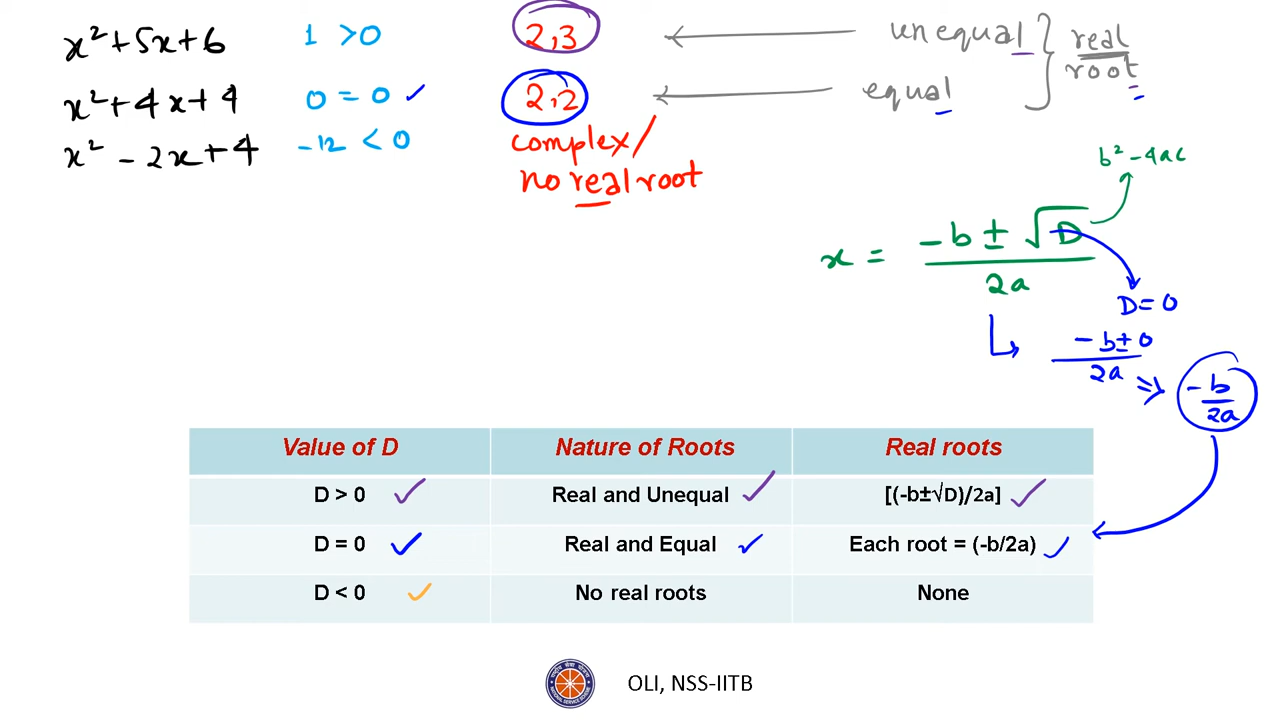 x² + 5x + 6 1 > 0 2,3 unequal real root
x² + 4x + 4 0 = 0 ✓ 2,2 equal
x² - 2x + 4 -12 < 0 complex/
no real root
b² - 4ac
x = (-b ± √D) / 2a
D = 0
(-b ± 0) / 2a ⇒ -b/2a
Value of D Nature of Roots Real roots
D > 0 ✓ Real and Unequal ✓ [(-b±√D)/2a] ✓
D = 0 ✓ Real and Equal ✓ Each root = (-b/2a) ✓
D < 0 ✓ No real roots None
OLI, NSS-IITB